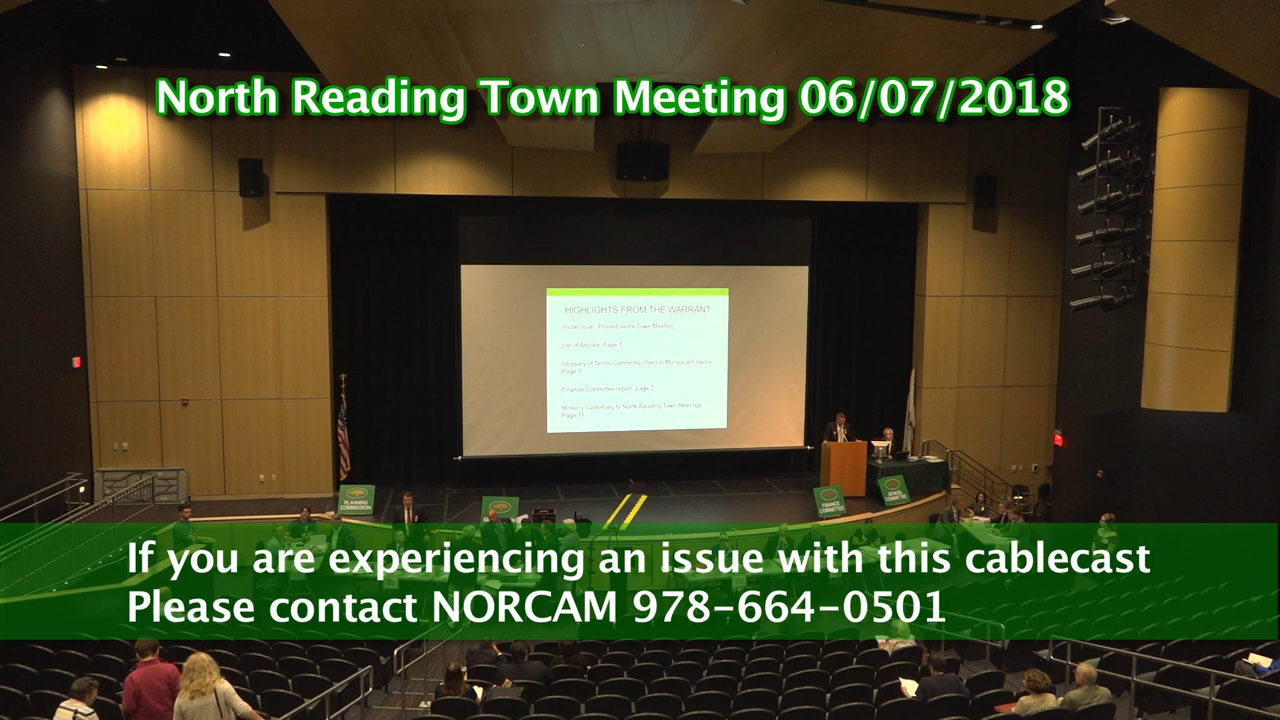 North Reading Town Meeting 06/07/2018
HIGHLIGHTS FROM THE WARRANT
Inside cover: Procedure for Town Meeting
List of Articles: Page 1
Glossary of Terms Commonly Used in Municipal Finance:
Page 3
Finance Committee report: page 7
Motions Customary to North Reading Town Meetings:
Page 11
PLANNING
COMMISSION
FINANCE
COMMITTEE
SCHOOL
COMMITTEE
If you are experiencing an issue with this cablecast
Please contact NORCAM 978-664-0501